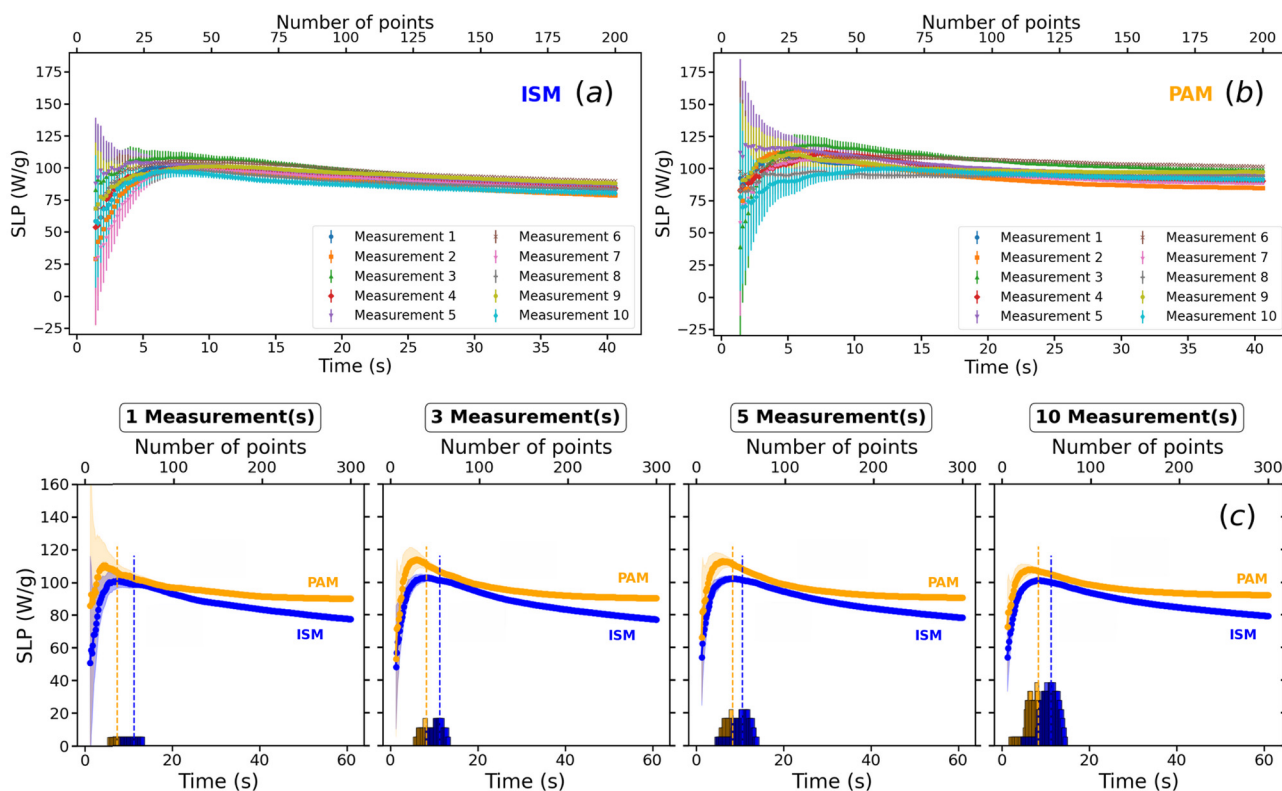 Number of points
0 25 50 75 100 125 150 175 200
175
150
125
100
75
50
25
0
−25
SLP (W/g)
ISM (a)
Measurement 1 Measurement 6
Measurement 2 Measurement 7
Measurement 3 Measurement 8
Measurement 4 Measurement 9
Measurement 5 Measurement 10
0 5 10 15 20 25 30 35 40
Time (s)
Number of points
0 25 50 75 100 125 150 175 200
175
150
125
100
75
50
25
0
−25
SLP (W/g)
PAM (b)
Measurement 1 Measurement 6
Measurement 2 Measurement 7
Measurement 3 Measurement 8
Measurement 4 Measurement 9
Measurement 5 Measurement 10
0 5 10 15 20 25 30 35 40
Time (s)
1 Measurement(s)
Number of points
0 100 200 300
160
140
120
100
80
60
40
20
0
SLP (W/g)
PAM
ISM
0 20 40 60
Time (s)
3 Measurement(s)
Number of points
0 100 200 300
PAM
ISM
0 20 40 60
Time (s)
5 Measurement(s)
Number of points
0 100 200 300
PAM
ISM
0 20 40 60
Time (s)
10 Measurement(s)
Number of points
0 100 200 300
(c)
PAM
ISM
0 20 40 60
Time (s)